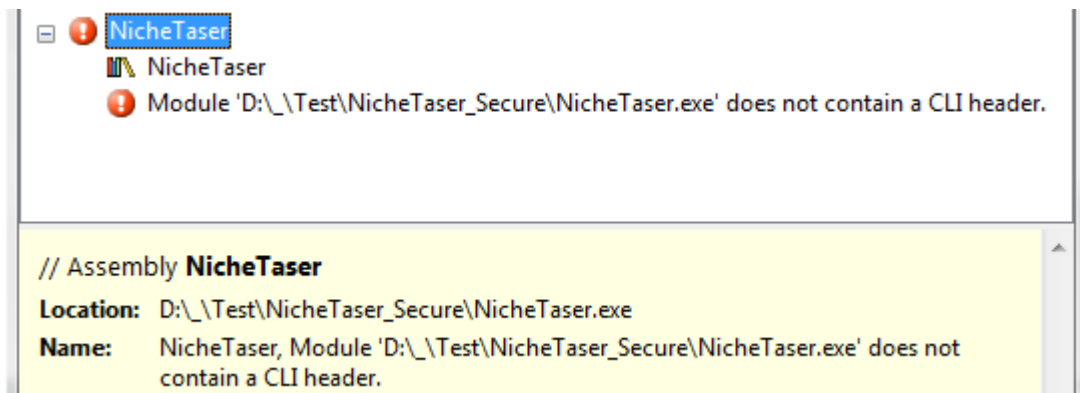 NicheTaser
NicheTaser
Module 'D:\_\Test\NicheTaser_Secure\NicheTaser.exe' does not contain a CLI header.
// Assembly NicheTaser
Location: D:\_\Test\NicheTaser_Secure\NicheTaser.exe
Name: NicheTaser, Module 'D:\_\Test\NicheTaser_Secure\NicheTaser.exe' does not
contain a CLI header.